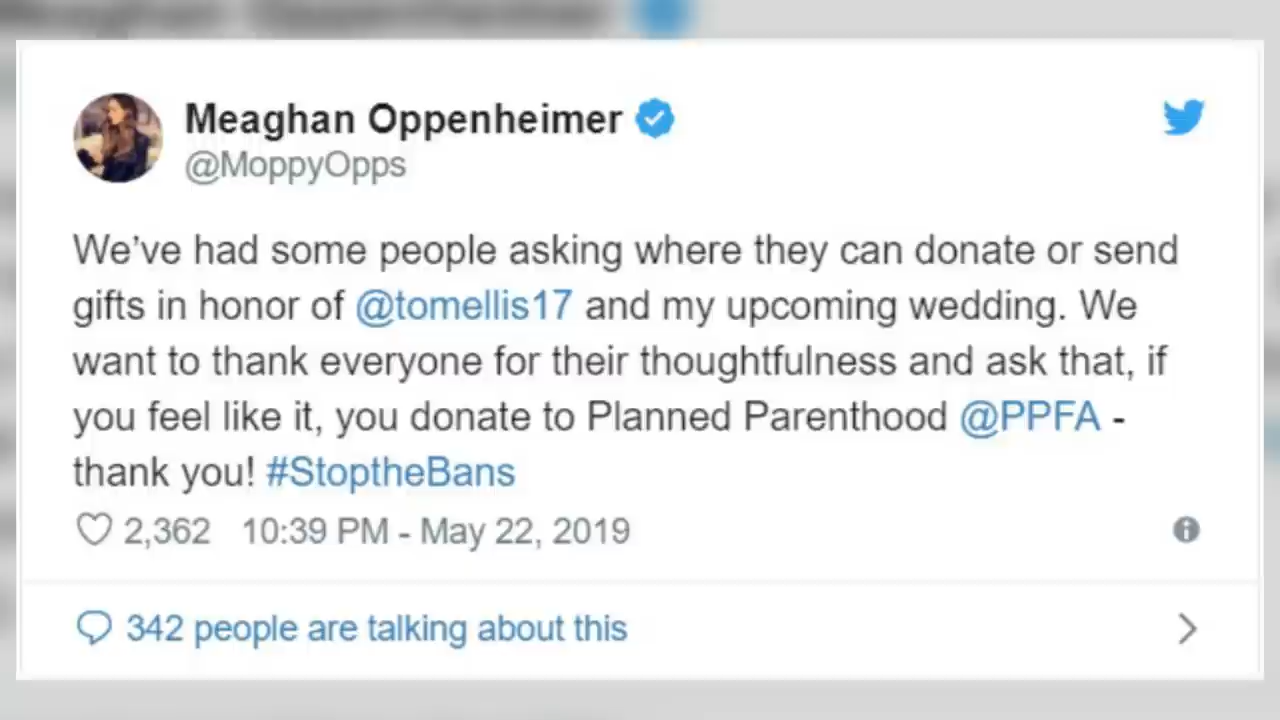 Meaghan Oppenheimer
@MoppyOpps
We've had some people asking where they can donate or send
gifts in honor of @tomellis17 and my upcoming wedding. We
want to thank everyone for their thoughtfulness and ask that, if
you feel like it, you donate to Planned Parenthood @PPFA -
thank you! #StoptheBans
2,362 10:39 PM - May 22, 2019
342 people are talking about this